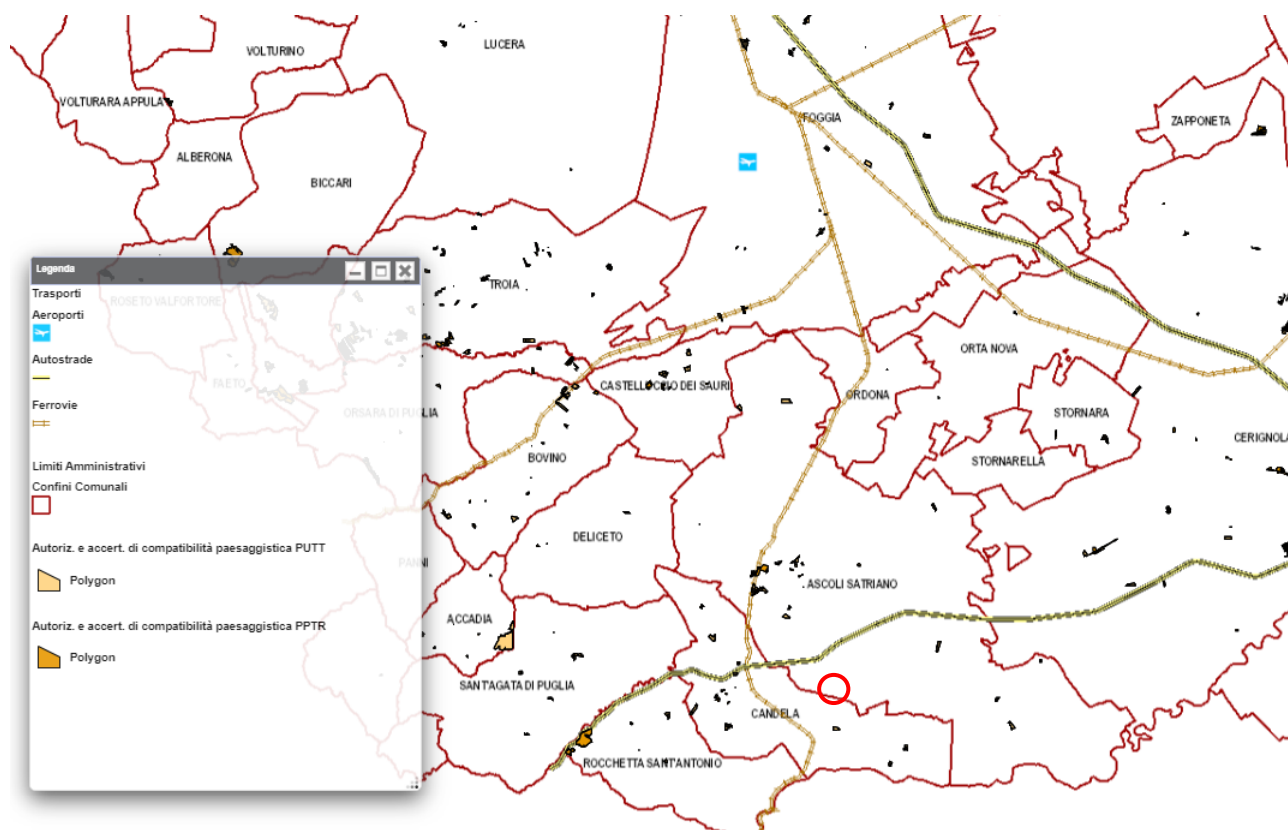 VOLTURINO
LUCERA
VOLTURARA APPULA
FOGGIA
ZAPPONETA
ALBERONA
BICCARI
Legenda
Trasporti
Aeroporti
Autostrade
Ferrovie
Limiti Amministrativi
Confini Comunali
Autoriz. e accert. di compatibilità paesaggistica PUTT
Polygon
Autoriz. e accert. di compatibilità paesaggistica PPTR
Polygon
ROSETO VALFORTORE
TROIA
FAETO
ORSARA DI PUGLIA
CASTELLUCCIO DEI SAURI
ORDONA
ORTA NOVA
STORNARA
STORNARELLA
CERIGNOLA
BOVINO
DELICETO
PANNI
ASCOLI SATRIANO
ACCADIA
SANT'AGATA DI PUGLIA
CANDELA
ROCCHETTA SANT'ANTONIO